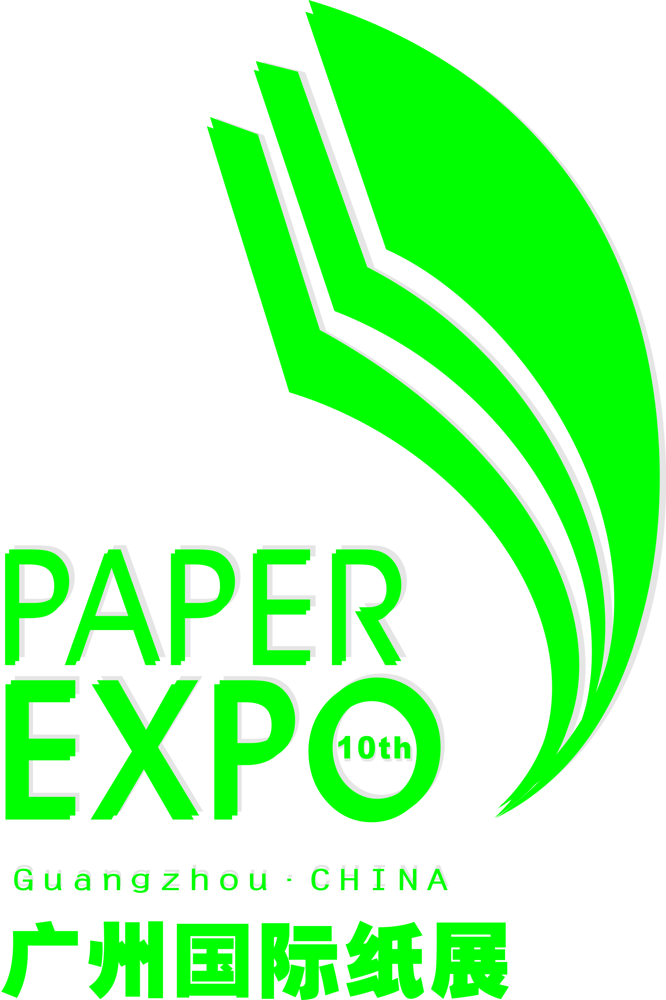 PAPER
EXPO
10th
Guangzhou·CHINA
广州国际纸展